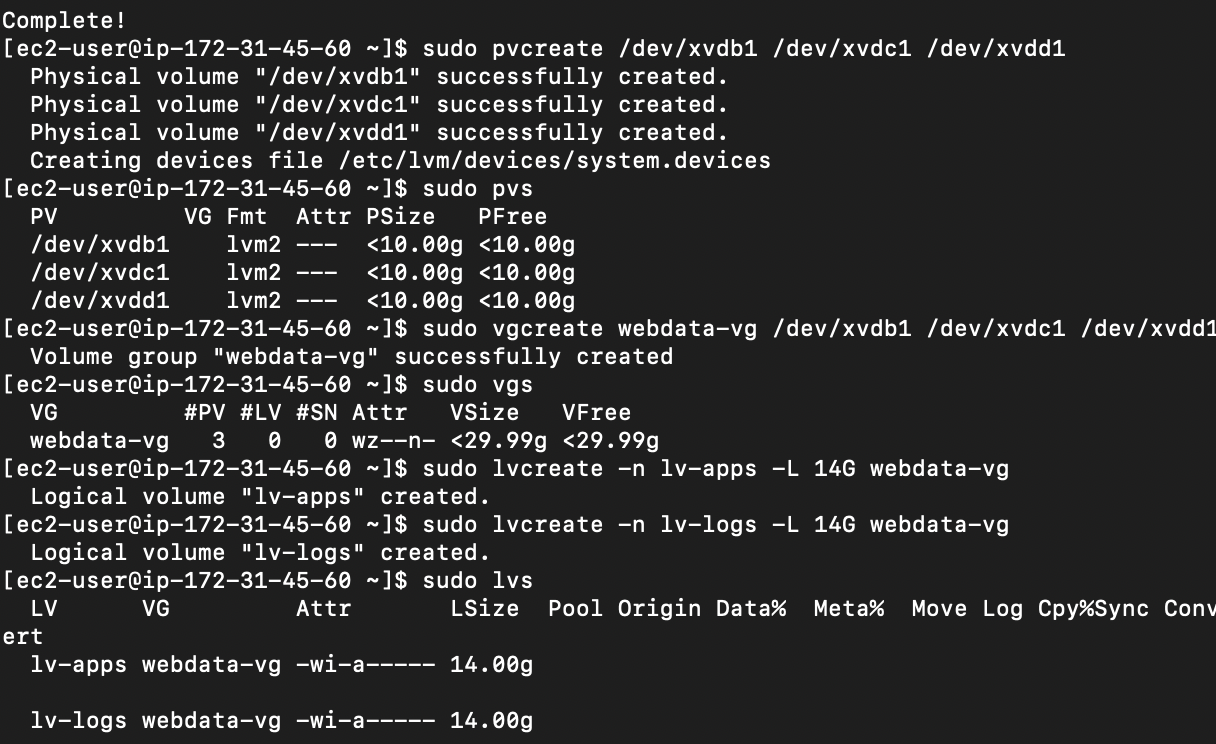 Complete!
[ec2-user@ip-172-31-45-60 ~]$ sudo pvcreate /dev/xvdb1 /dev/xvdc1 /dev/xvdd1
  Physical volume "/dev/xvdb1" successfully created.
  Physical volume "/dev/xvdc1" successfully created.
  Physical volume "/dev/xvdd1" successfully created.
  Creating devices file /etc/lvm/devices/system.devices
[ec2-user@ip-172-31-45-60 ~]$ sudo pvs
  PV         VG Fmt  Attr PSize   PFree
  /dev/xvdb1    lvm2 ---  <10.00g <10.00g
  /dev/xvdc1    lvm2 ---  <10.00g <10.00g
  /dev/xvdd1    lvm2 ---  <10.00g <10.00g
[ec2-user@ip-172-31-45-60 ~]$ sudo vgcreate webdata-vg /dev/xvdb1 /dev/xvdc1 /dev/xvdd1
  Volume group "webdata-vg" successfully created
[ec2-user@ip-172-31-45-60 ~]$ sudo vgs
  VG         #PV #LV #SN Attr   VSize   VFree
  webdata-vg   3   0   0 wz--n- <29.99g <29.99g
[ec2-user@ip-172-31-45-60 ~]$ sudo lvcreate -n lv-apps -L 14G webdata-vg
  Logical volume "lv-apps" created.
[ec2-user@ip-172-31-45-60 ~]$ sudo lvcreate -n lv-logs -L 14G webdata-vg
  Logical volume "lv-logs" created.
[ec2-user@ip-172-31-45-60 ~]$ sudo lvs
  LV      VG         Attr       LSize  Pool Origin Data%  Meta%  Move Log Cpy%Sync Conv
ert
  lv-apps webdata-vg -wi-a----- 14.00g
  lv-logs webdata-vg -wi-a----- 14.00g